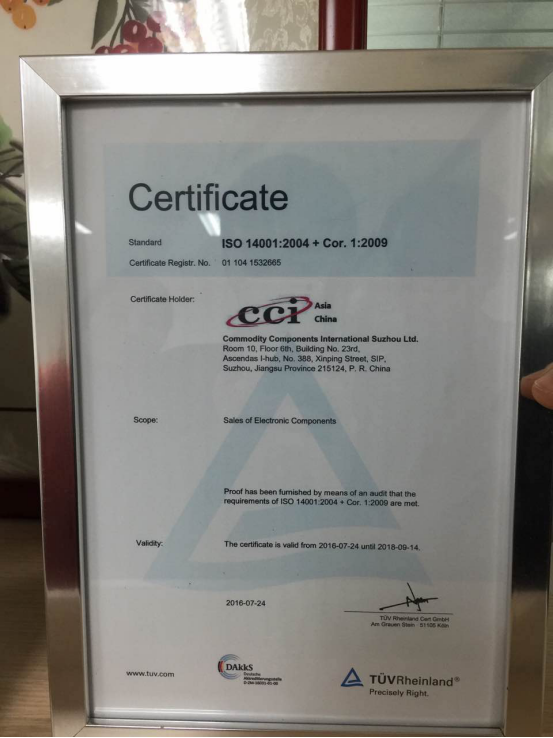 Certificate
Standard ISO 14001:2004 + Cor. 1:2009
Certificate Registr. No. 01 104 1532665
Certificate Holder:
cci Asia
China
Commodity Components International Suzhou Ltd.
Room 10, Floor 6th, Building No. 23rd,
Ascendas I-hub, No. 388, Xinping Street, SIP,
Suzhou, Jiangsu Province 215124, P. R. China
Scope: Sales of Electronic Components
Proof has been furnished by means of an audit that the
requirements of ISO 14001:2004 + Cor. 1:2009 are met.
Validity: The certificate is valid from 2016-07-24 until 2018-09-14.
2016-07-24
TÜV Rheinland Cert GmbH
Am Grauen Stein · 51105 Köln
www.tuv.com
DAkkS
Deutsche
Akkreditierungsstelle
TÜVRheinland®
Precisely Right.